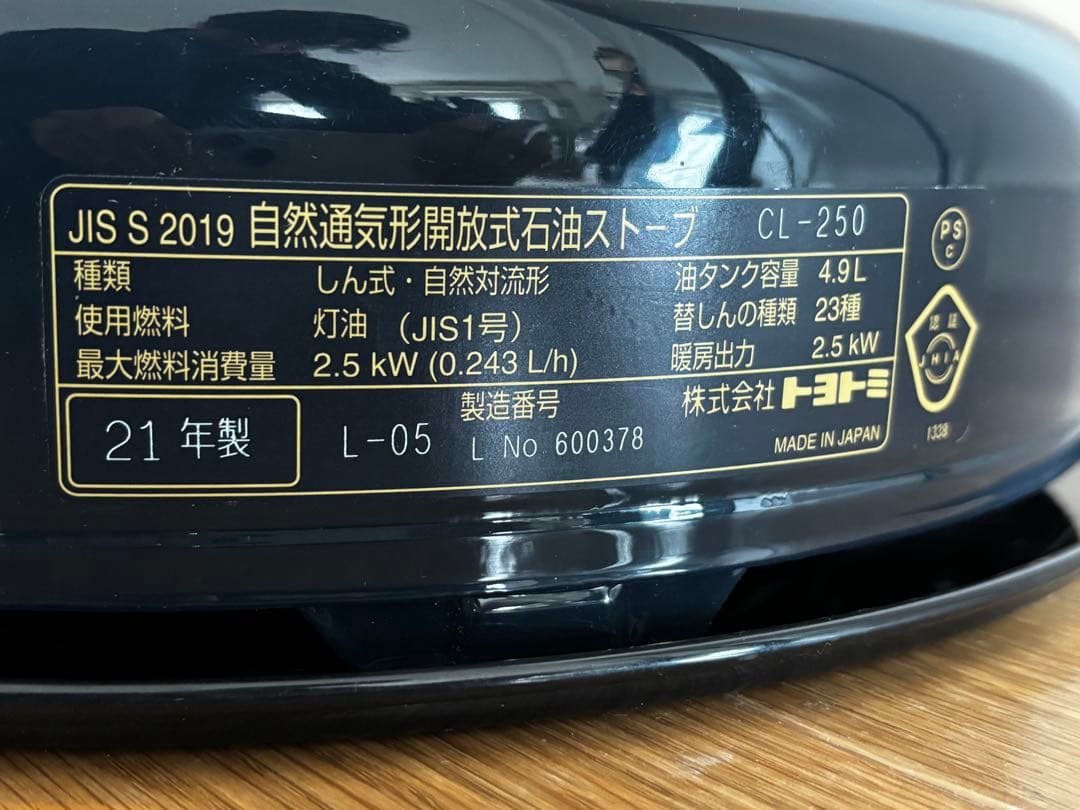 JIS S 2019 自然通気形開放式石油ストーブ CL-250
種類 しん式・自然対流形 油タンク容量 4.9L
使用燃料 灯油 (JIS1号) 替しんの種類 23種
最大燃料消費量 2.5 kW (0.243 L/h) 暖房出力 2.5 kW
21 年製 L-05 製造番号 L No 600378 株式会社 トヨトミ
MADE IN JAPAN
PS C
認証
JHIA
1338